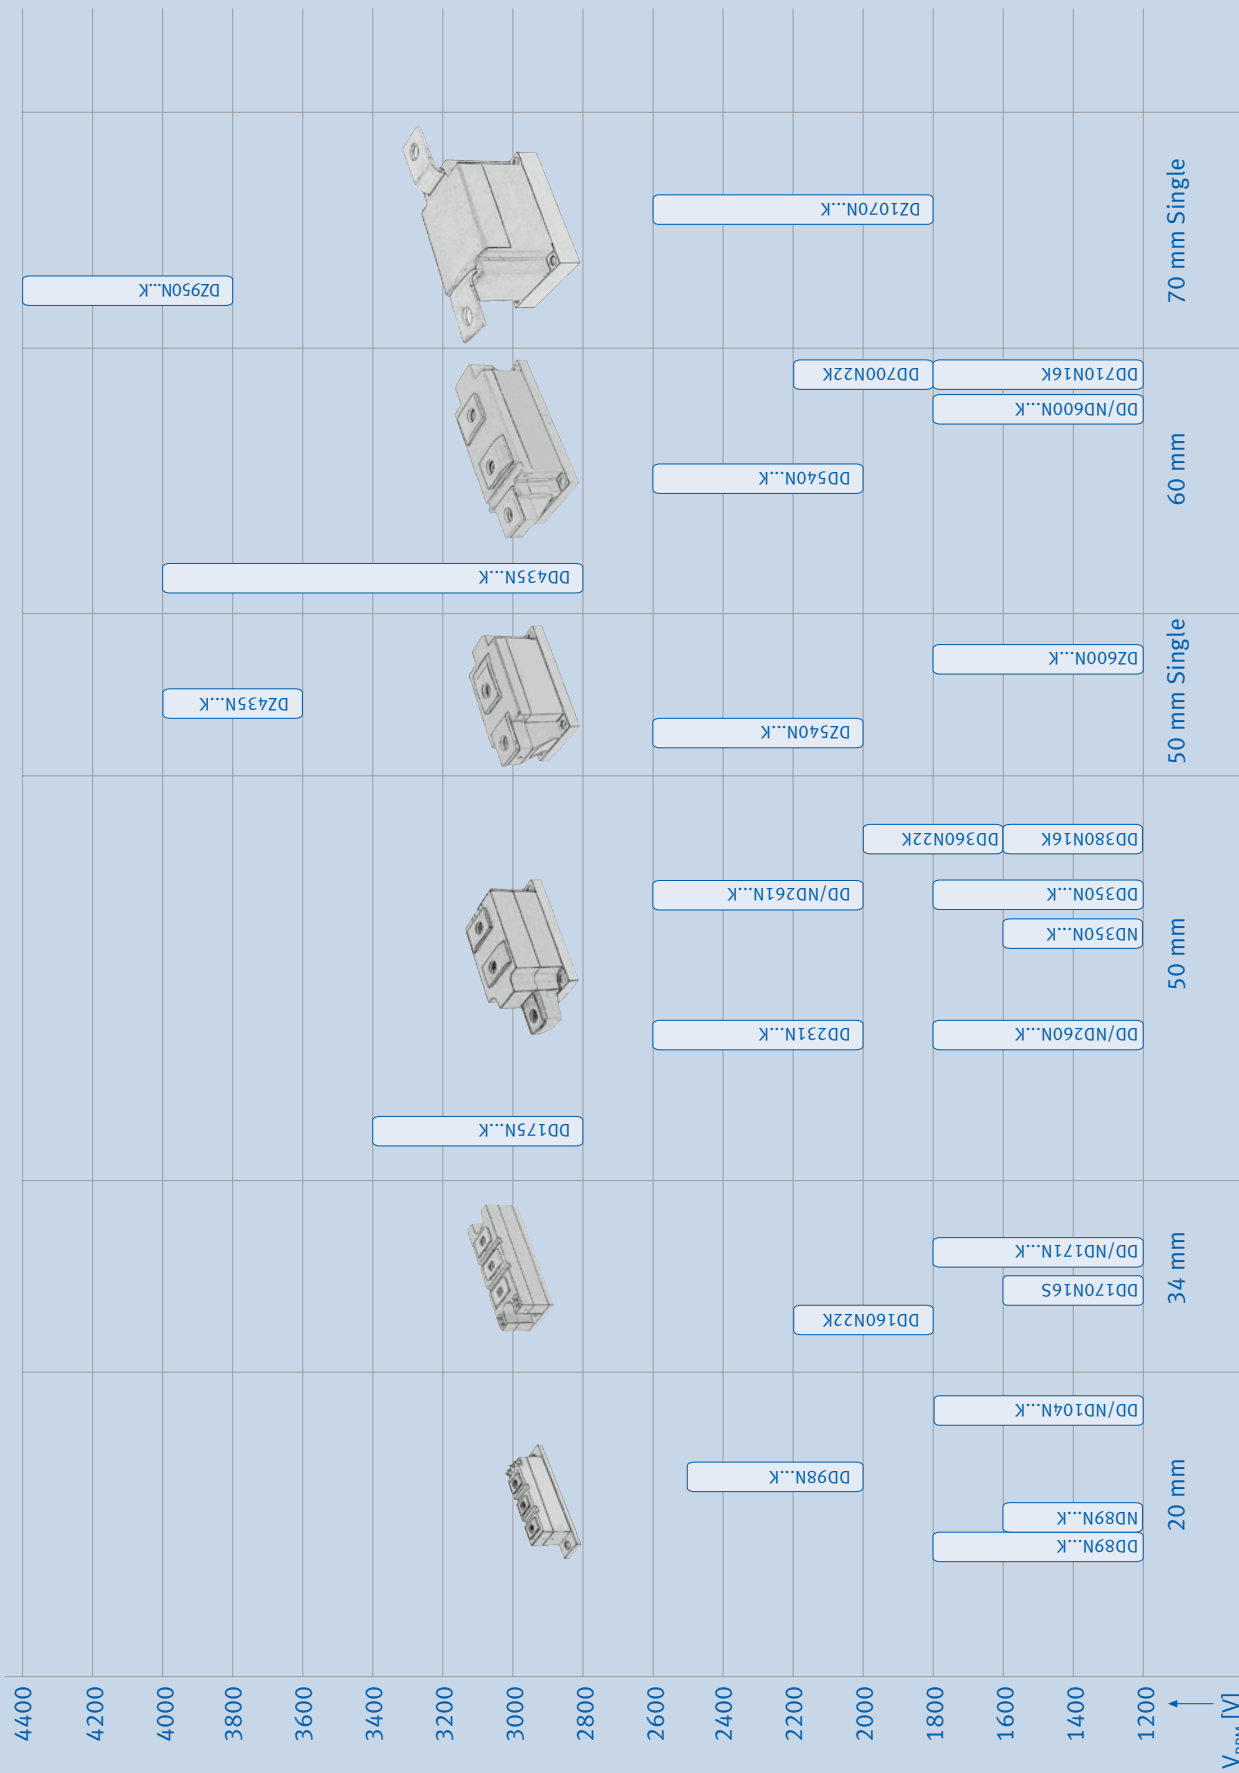 4400
4200
4000
3800
3600
3400
3200
3000
2800
2600
2400
2200
2000
1800
1600
1400
1200
V RRM [V]
20 mm
DD89N...K
ND89N...K
DD98N...K
DD/ND104N...K
34 mm
DD160N22K
DD170N16S
DD/ND171N...K
50 mm
DD175N...K
DD231N...K
DD/ND260N...K
ND350N...K
DD350N...K
DD/ND261N...K
DD360N22K
DD380N16K
50 mm Single
DZ540N...K
DZ435N...K
DZ600N...K
60 mm
DD435N...K
DD540N...K
DD/ND600N...K
DD700N22K
DD710N16K
70 mm Single
DZ950N...K
DZ1070N...K